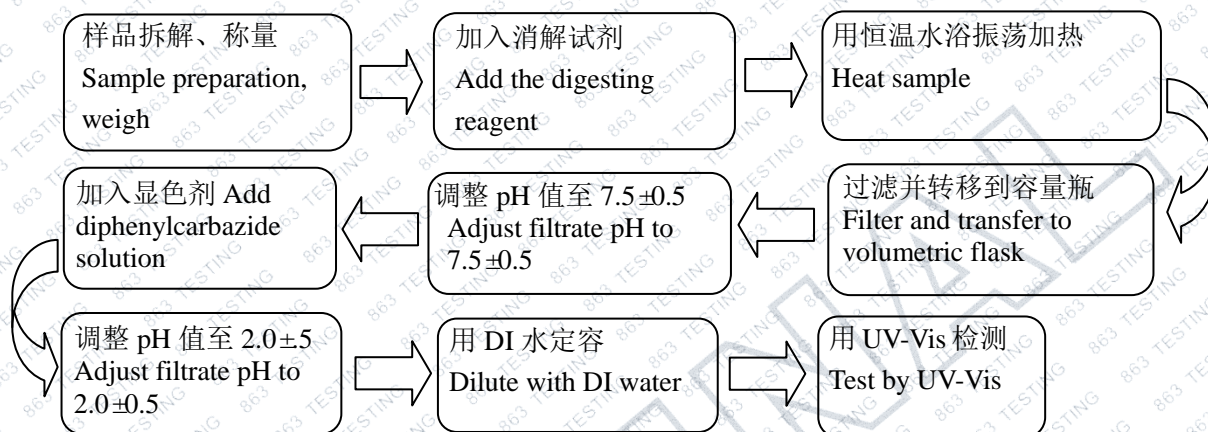 样品拆解、称量
Sample preparation,
weigh
加入消解试剂
Add the digesting
reagent
用恒温水浴振荡加热
Heat sample
过滤并转移到容量瓶
Filter and transfer to
volumetric flask
调整 pH 值至 7.5±0.5
Adjust filtrate pH to
7.5±0.5
加入显色剂 Add
diphenylcarbazide
solution
调整 pH 值至 2.0±5
Adjust filtrate pH to
2.0±0.5
用 DI 水定容
Dilute with DI water
用 UV-Vis 检测
Test by UV-Vis
863 TESTING